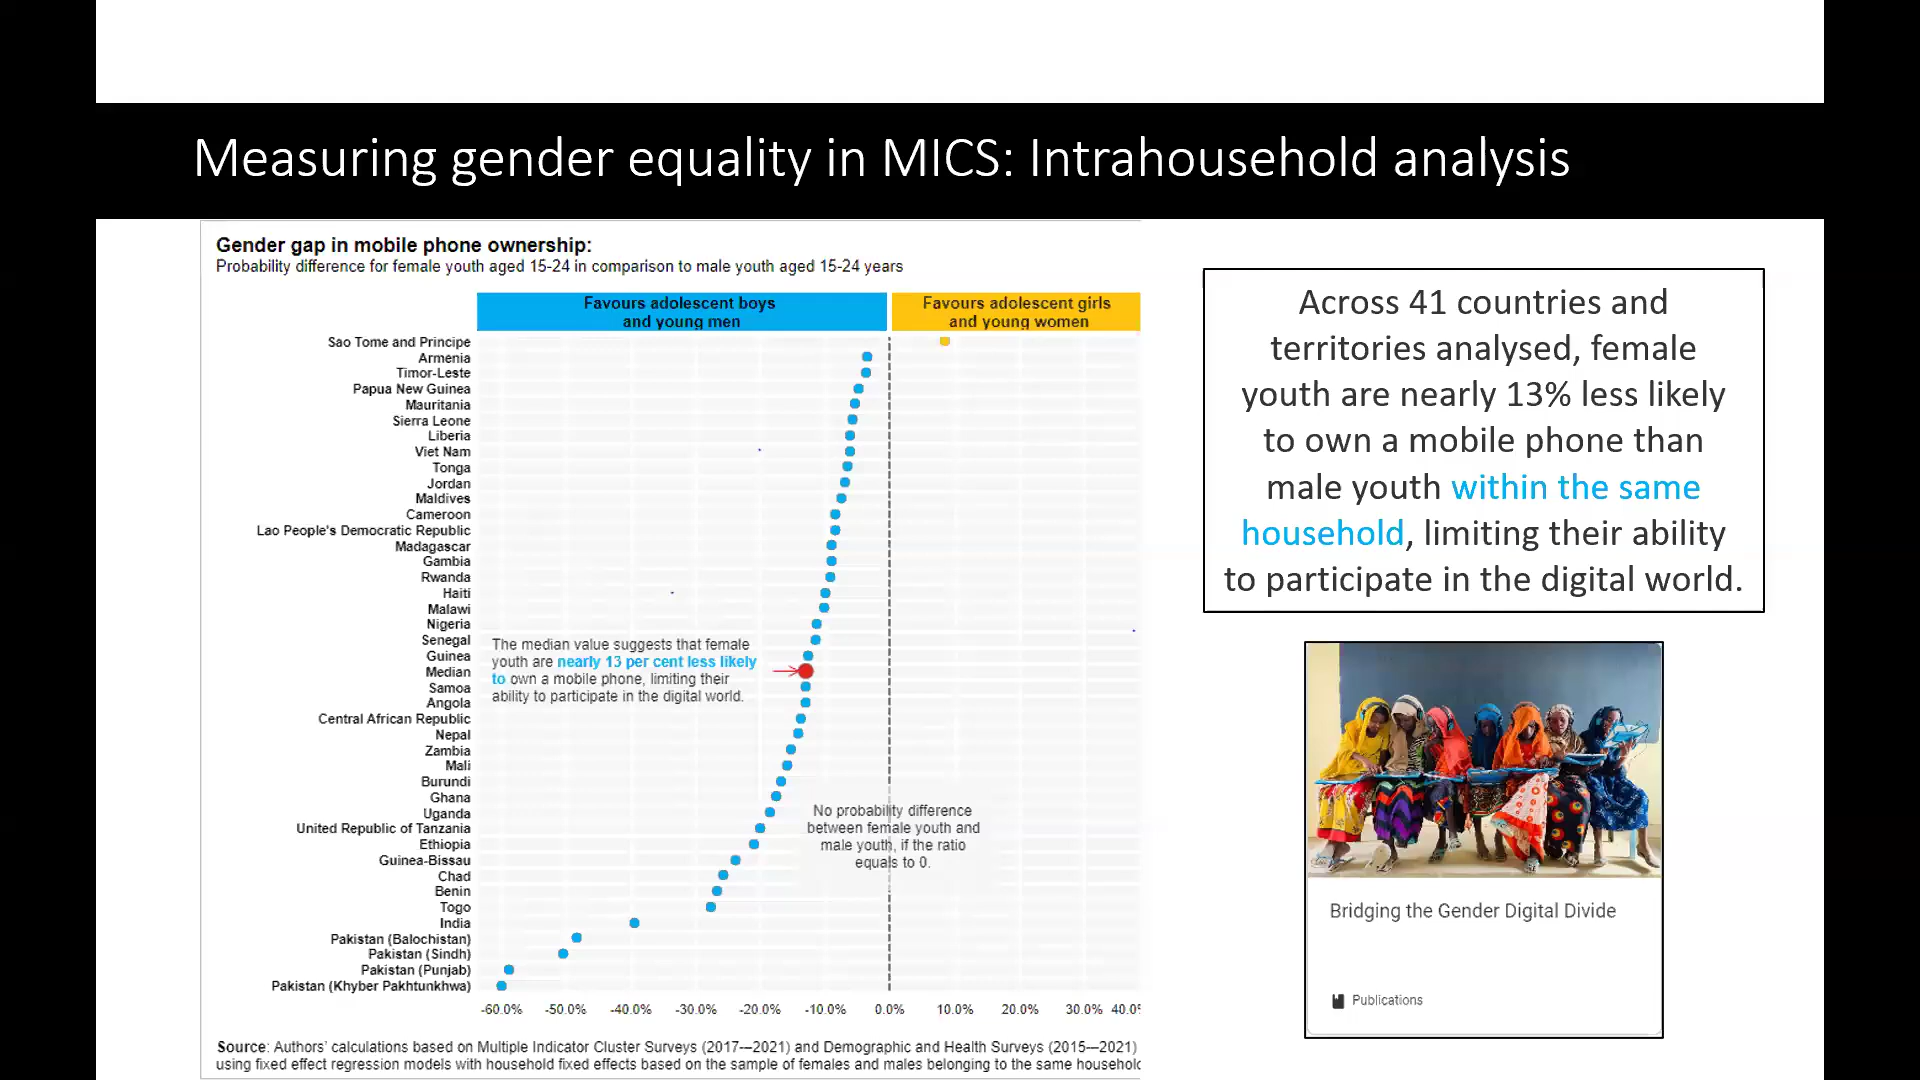 Measuring gender equality in MICS: Intrahousehold analysis
Gender gap in mobile phone ownership:
Probability difference for female youth aged 15-24 in comparison to male youth aged 15-24 years
Favours adolescent boys
and young men
Favours adolescent girls
and young women
Sao Tome and Principe
Armenia
Timor-Leste
Papua New Guinea
Mauritania
Sierra Leone
Liberia
Viet Nam
Tonga
Jordan
Maldives
Cameroon
Lao People's Democratic Republic
Madagascar
Gambia
Rwanda
Haiti
Malawi
Nigeria
Senegal
Guinea
Median
Samoa
Angola
Central African Republic
Nepal
Zambia
Mali
Burundi
Ghana
Uganda
United Republic of Tanzania
Ethiopia
Guinea-Bissau
Chad
Benin
Togo
India
Pakistan (Balochistan)
Pakistan (Sindh)
Pakistan (Punjab)
Pakistan (Khyber Pakhtunkhwa)
The median value suggests that female
youth are nearly 13 per cent less likely
to own a mobile phone, limiting their
ability to participate in the digital world.
No probability difference
between female youth and
male youth, if the ratio
equals to 0.
-60.0% -50.0% -40.0% -30.0% -20.0% -10.0% 0.0% 10.0% 20.0% 30.0% 40.0%
Source: Authors' calculations based on Multiple Indicator Cluster Surveys (2017-–2021) and Demographic and Health Surveys (2015-–2021)
using fixed effect regression models with household fixed effects based on the sample of females and males belonging to the same household
Across 41 countries and
territories analysed, female
youth are nearly 13% less likely
to own a mobile phone than
male youth within the same
household, limiting their ability
to participate in the digital world.
Bridging the Gender Digital Divide
Publications